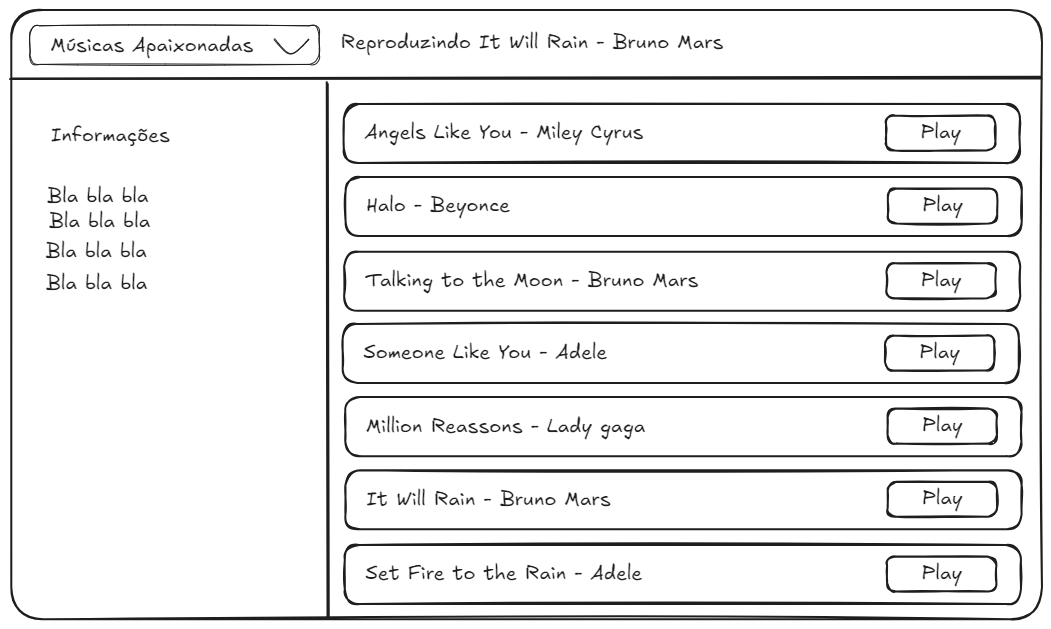 Músicas Apaixonadas
Reproduzindo It Will Rain - Bruno Mars
Informações
Bla bla bla
Bla bla bla
Bla bla bla
Bla bla bla
Angels Like You - Miley Cyrus
Play
Halo - Beyonce
Play
Talking to the Moon - Bruno Mars
Play
Someone Like You - Adele
Play
Million Reassons - Lady gaga
Play
It Will Rain - Bruno Mars
Play
Set Fire to the Rain - Adele
Play